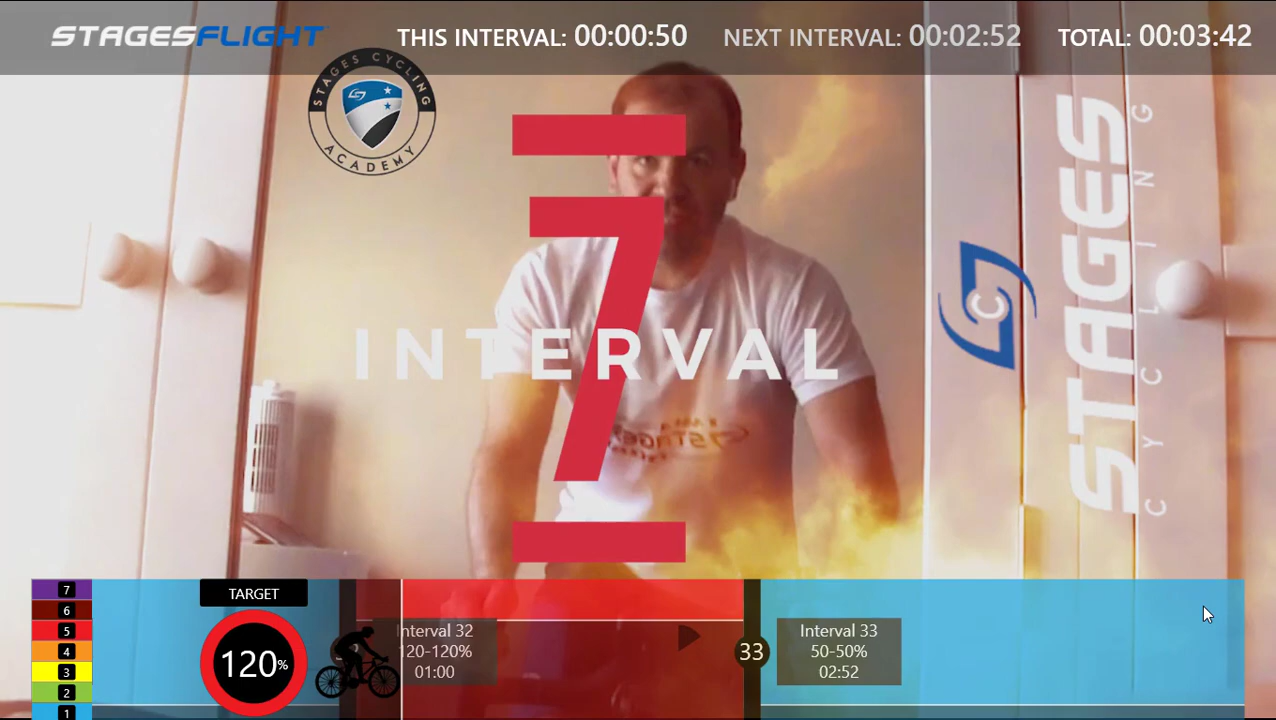 STAGESFLIGHT
THIS INTERVAL: 00:00:50
NEXT INTERVAL: 00:02:52
TOTAL: 00:03:42
STAGES CYCLING
ACADEMY
7
INTERVAL
STAGES
CYCLING
7
6
5
4
3
2
1
TARGET
120%
Interval 32
120-120%
01:00
33
Interval 33
50-50%
02:52